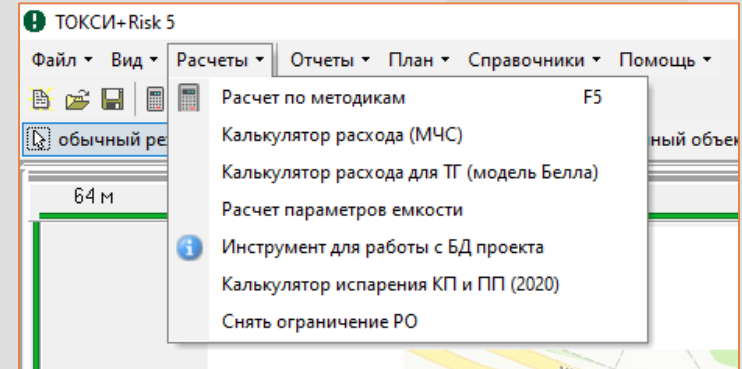 ТОКСИ+Risk 5
Файл Вид Расчеты Отчеты План Справочники Помощь
Расчет по методикам F5
обычный ре
Калькулятор расхода (МЧС)
ный объек
Калькулятор расхода для ТГ (модель Белла)
64 м
Расчет параметров емкости
Инструмент для работы с БД проекта
Калькулятор испарения КП и ПП (2020)
Снять ограничение РО